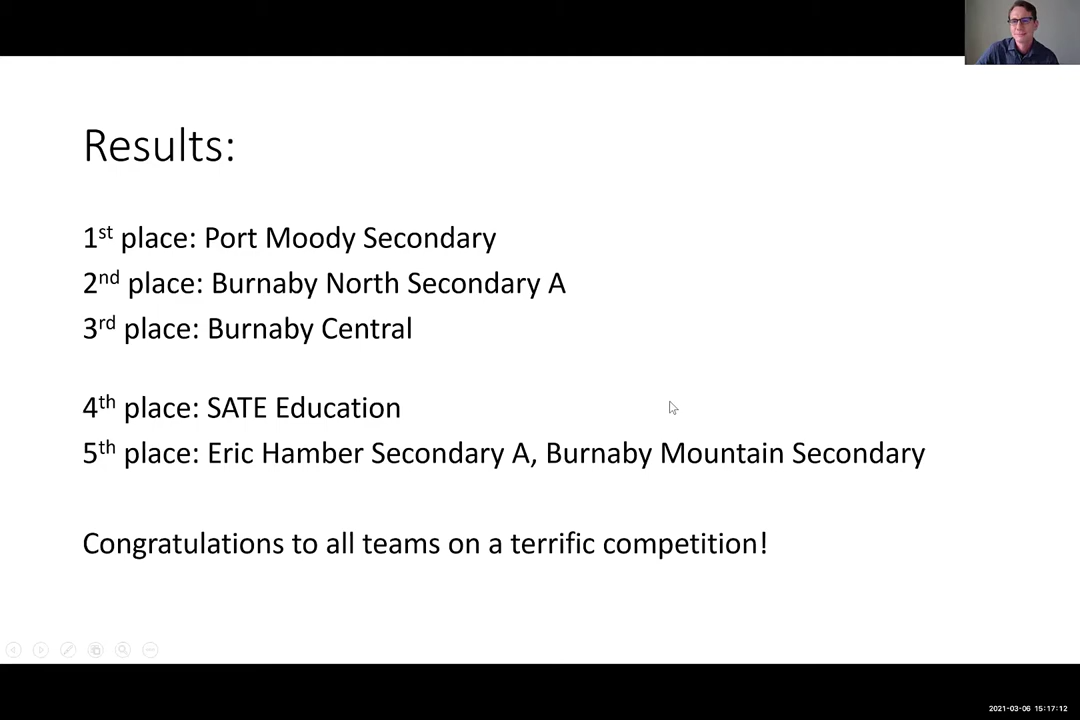 Results:
1st place: Port Moody Secondary
2nd place: Burnaby North Secondary A
3rd place: Burnaby Central
4th place: SATE Education
5th place: Eric Hamber Secondary A, Burnaby Mountain Secondary
Congratulations to all teams on a terrific competition!
2021-03-06 15:17:12